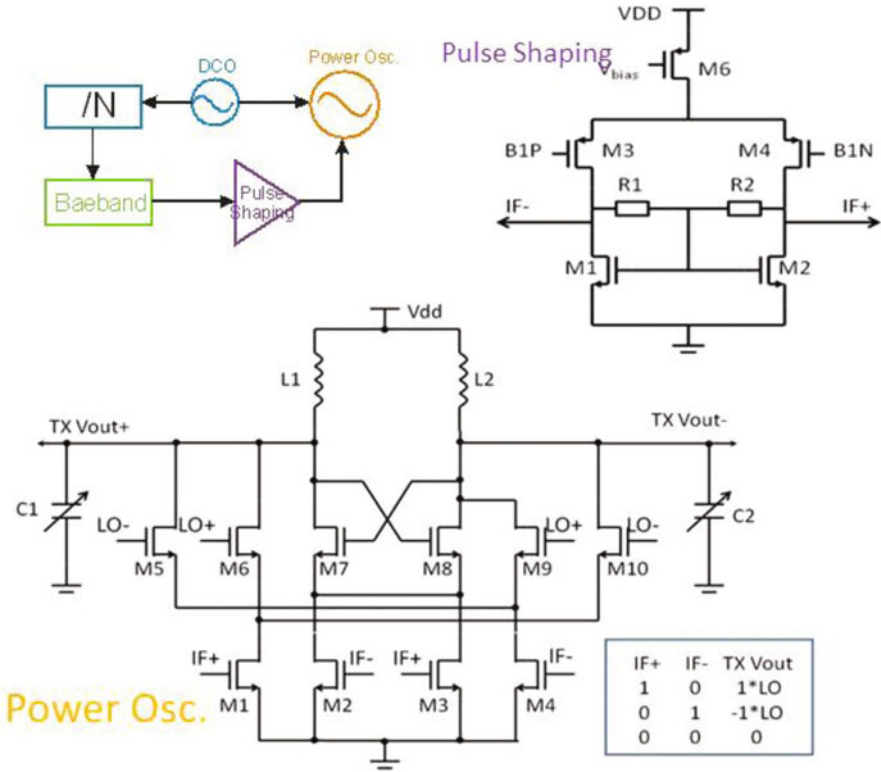 Power Osc.
DCO
/N
Baeband
Pulse
Shaping
Pulse Shaping
VDD
Vbias
M6
B1P
M3
M4
B1N
R1
R2
IF-
IF+
M1
M2
Vdd
L1
L2
TX Vout+
TX Vout-
C1
C2
LO-
LO+
LO+
LO-
M5
M6
M7
M8
M9
M10
IF+
IF-
IF+
IF-
M1
M2
M3
M4
Power Osc.
IF+ IF- TX Vout
1 0 1*LO
0 1 -1*LO
0 0 0